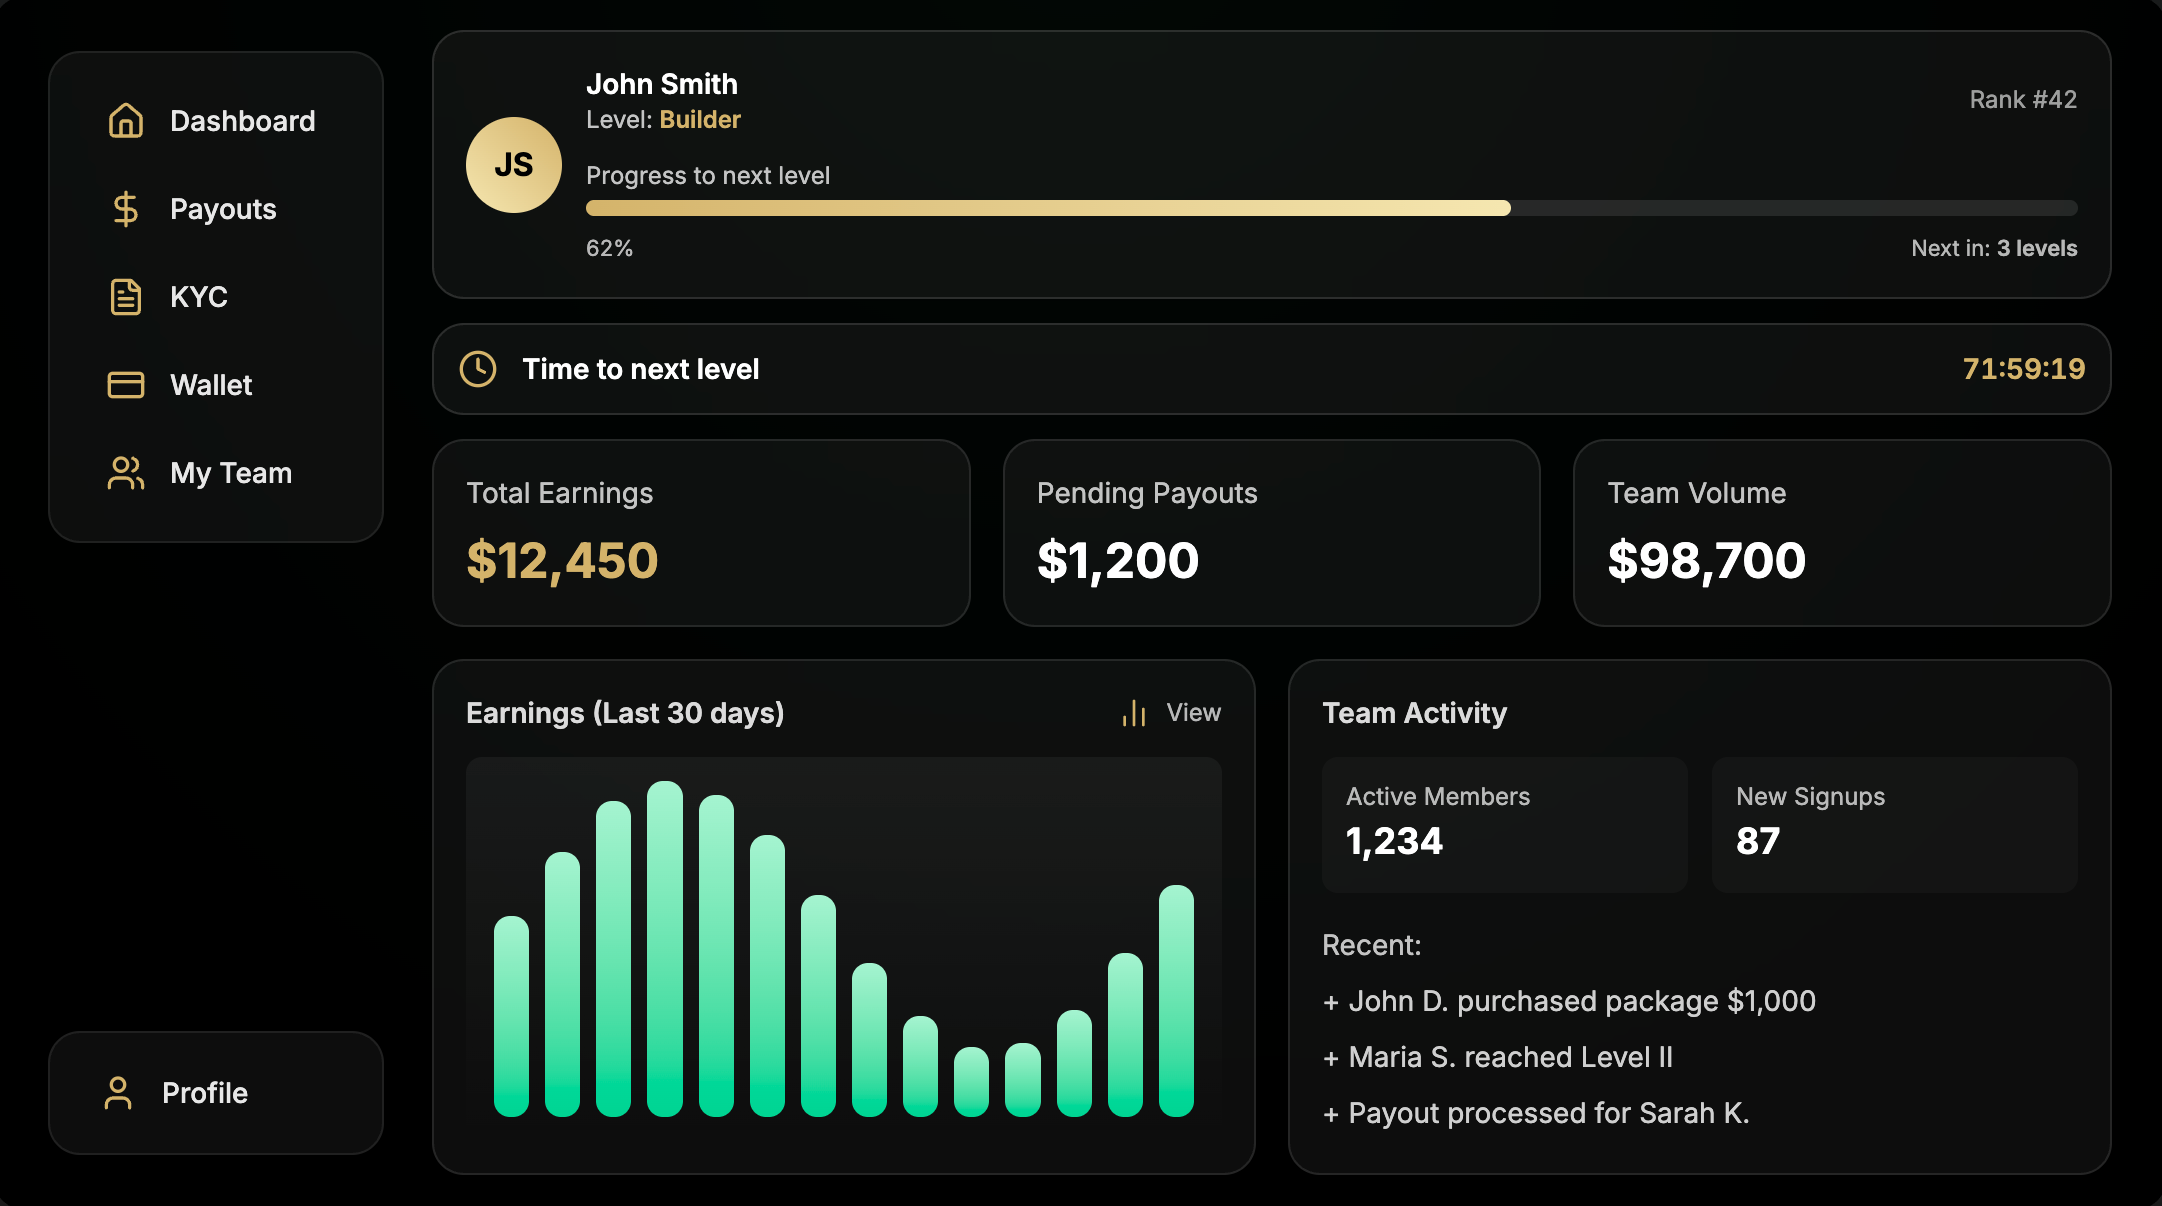 Dashboard
Payouts
KYC
Wallet
My Team
Profile
JS
John Smith
Level: Builder
Rank #42
Progress to next level
62%
Next in: 3 levels
Time to next level
71:59:19
Total Earnings
$12,450
Pending Payouts
$1,200
Team Volume
$98,700
Earnings (Last 30 days)
View
Team Activity
Active Members
1,234
New Signups
87
Recent:
+ John D. purchased package $1,000
+ Maria S. reached Level II
+ Payout processed for Sarah K.